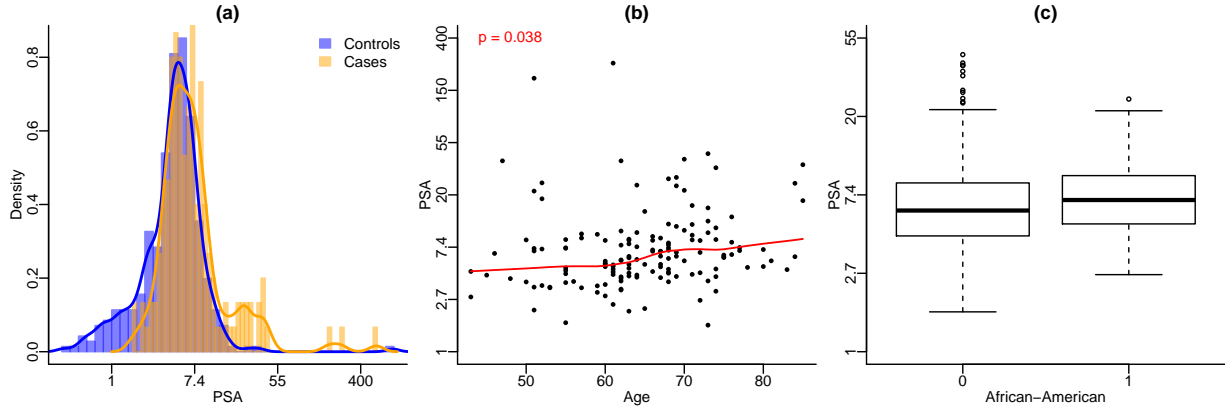 (a)
Controls
Cases
Density
0.0 0.2 0.4 0.6 0.8
1 7.4 55 400
PSA
(b)
p = 0.038
PSA
1 2.7 7.4 20 55 150 400
50 60 70 80
Age
(c)
PSA
1 2.7 7.4 20 55
0 1
African−American